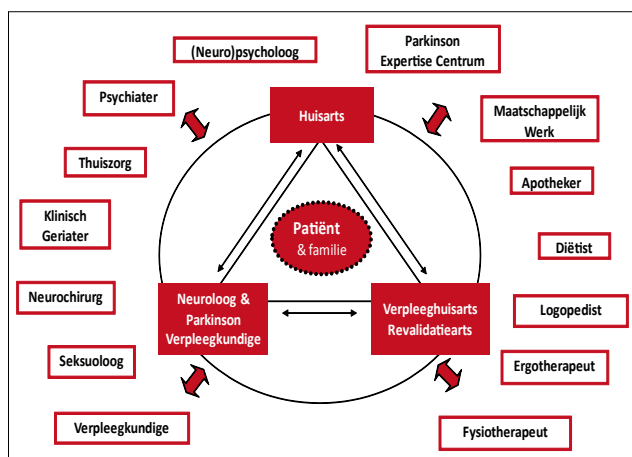 (Neuro)psycholoog
Parkinson
Expertise Centrum
Psychiater
Huisarts
Maatschappelijk
Werk
Thuiszorg
Apotheker
Klinisch
Geriater
Patiënt
& familie
Diëtist
Neurochirurg
Neuroloog &
Parkinson
Verpleegkundige
Verpleeghuisarts
Revalidatiearts
Logopedist
Seksuoloog
Ergotherapeut
Verpleegkundige
Fysiotherapeut